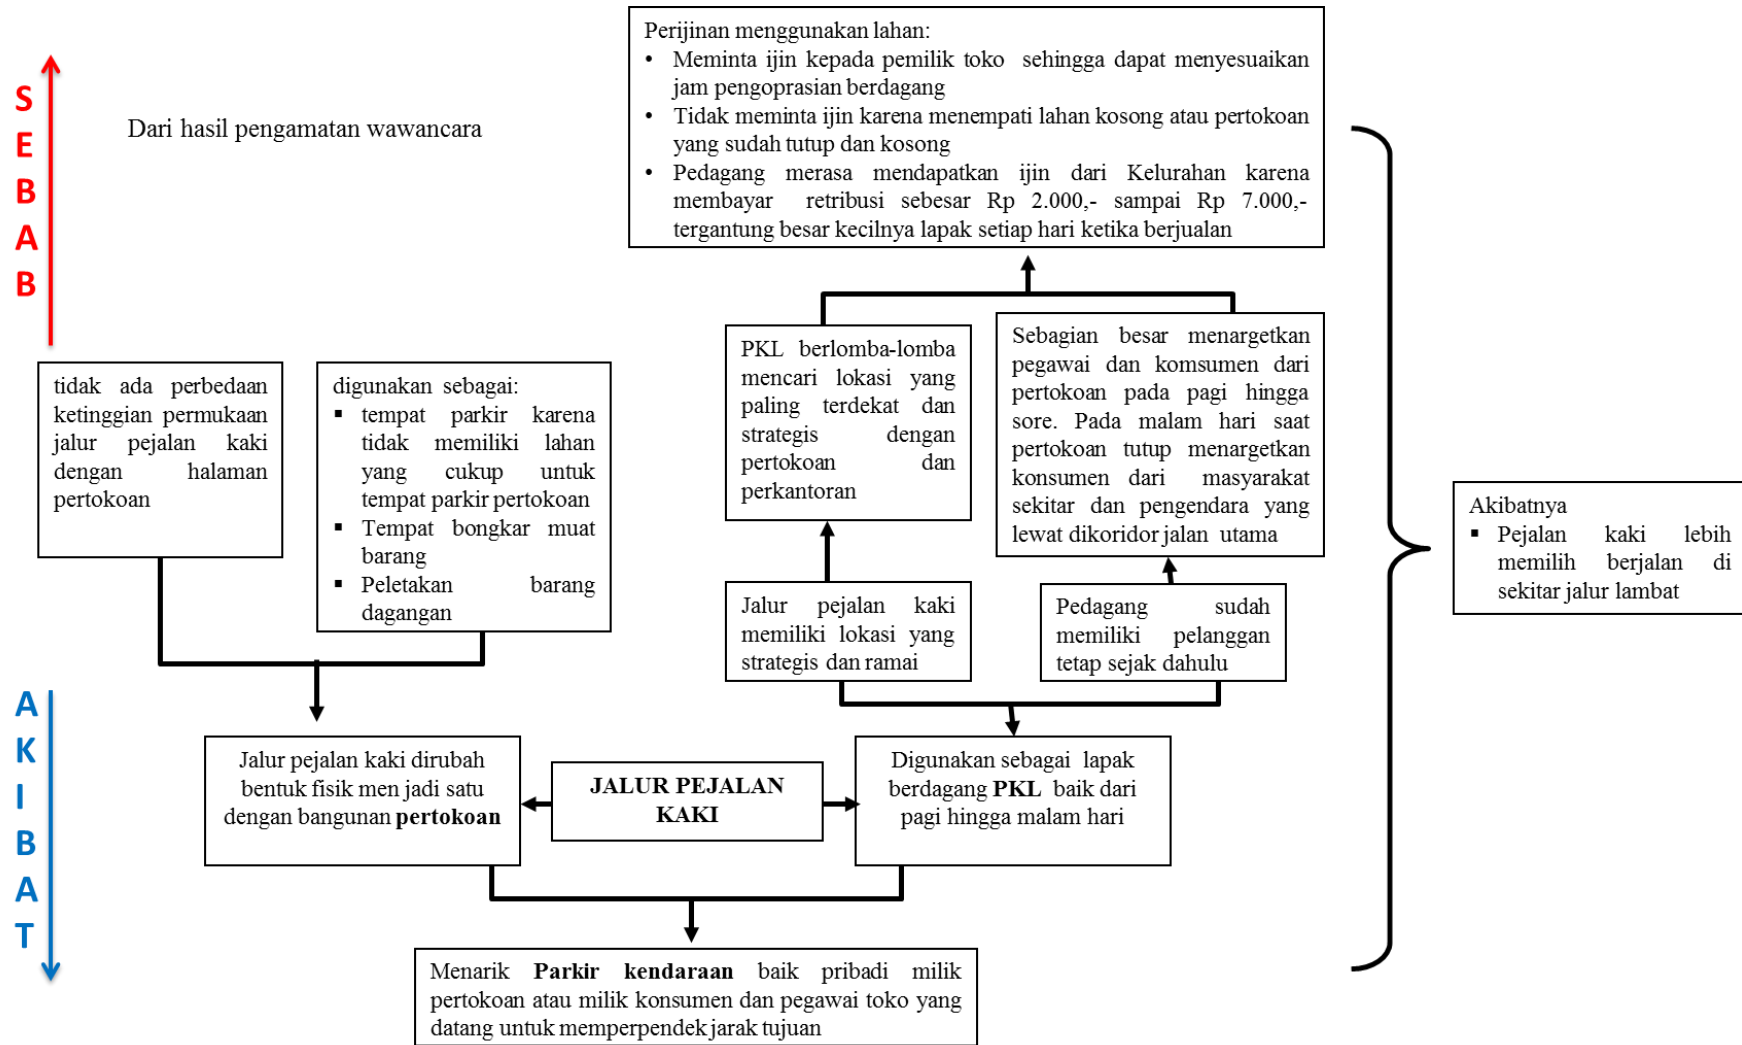 SEBAB
Dari hasil pengamatan wawancara
Perijinan menggunakan lahan:
• Meminta ijin kepada pemilik toko sehingga dapat menyesuaikan
jam pengoprasian berdagang
• Tidak meminta ijin karena menempati lahan kosong atau pertokoan
yang sudah tutup dan kosong
• Pedagang merasa mendapatkan ijin dari Kelurahan karena
membayar retribusi sebesar Rp 2.000,- sampai Rp 7.000,-
tergantung besar kecilnya lapak setiap hari ketika berjualan
tidak ada perbedaan
ketinggian permukaan
jalur pejalan kaki
dengan halaman
pertokoan
digunakan sebagai:
▪ tempat parkir karena
tidak memiliki lahan
yang cukup untuk
tempat parkir pertokoan
▪ Tempat bongkar muat
barang
▪ Peletakan barang
dagangan
PKL berlomba-lomba
mencari lokasi yang
paling terdekat dan
strategis dengan
pertokoan dan
perkantoran
Sebagian besar menargetkan
pegawai dan komsumen dari
pertokoan pada pagi hingga
sore. Pada malam hari saat
pertokoan tutup menargetkan
konsumen dari masyarakat
sekitar dan pengendara yang
lewat dikoridor jalan utama
Akibatnya
▪ Pejalan kaki lebih
memilih berjalan di
sekitar jalur lambat
Jalur pejalan kaki
memiliki lokasi yang
strategis dan ramai
Pedagang sudah
memiliki pelanggan
tetap sejak dahulu
AKIBAT
Jalur pejalan kaki dirubah
bentuk fisik men jadi satu
dengan bangunan pertokoan
JALUR PEJALAN
KAKI
Digunakan sebagai lapak
berdagang PKL baik dari
pagi hingga malam hari
Menarik Parkir kendaraan baik pribadi milik
pertokoan atau milik konsumen dan pegawai toko yang
datang untuk memperpendek jarak tujuan